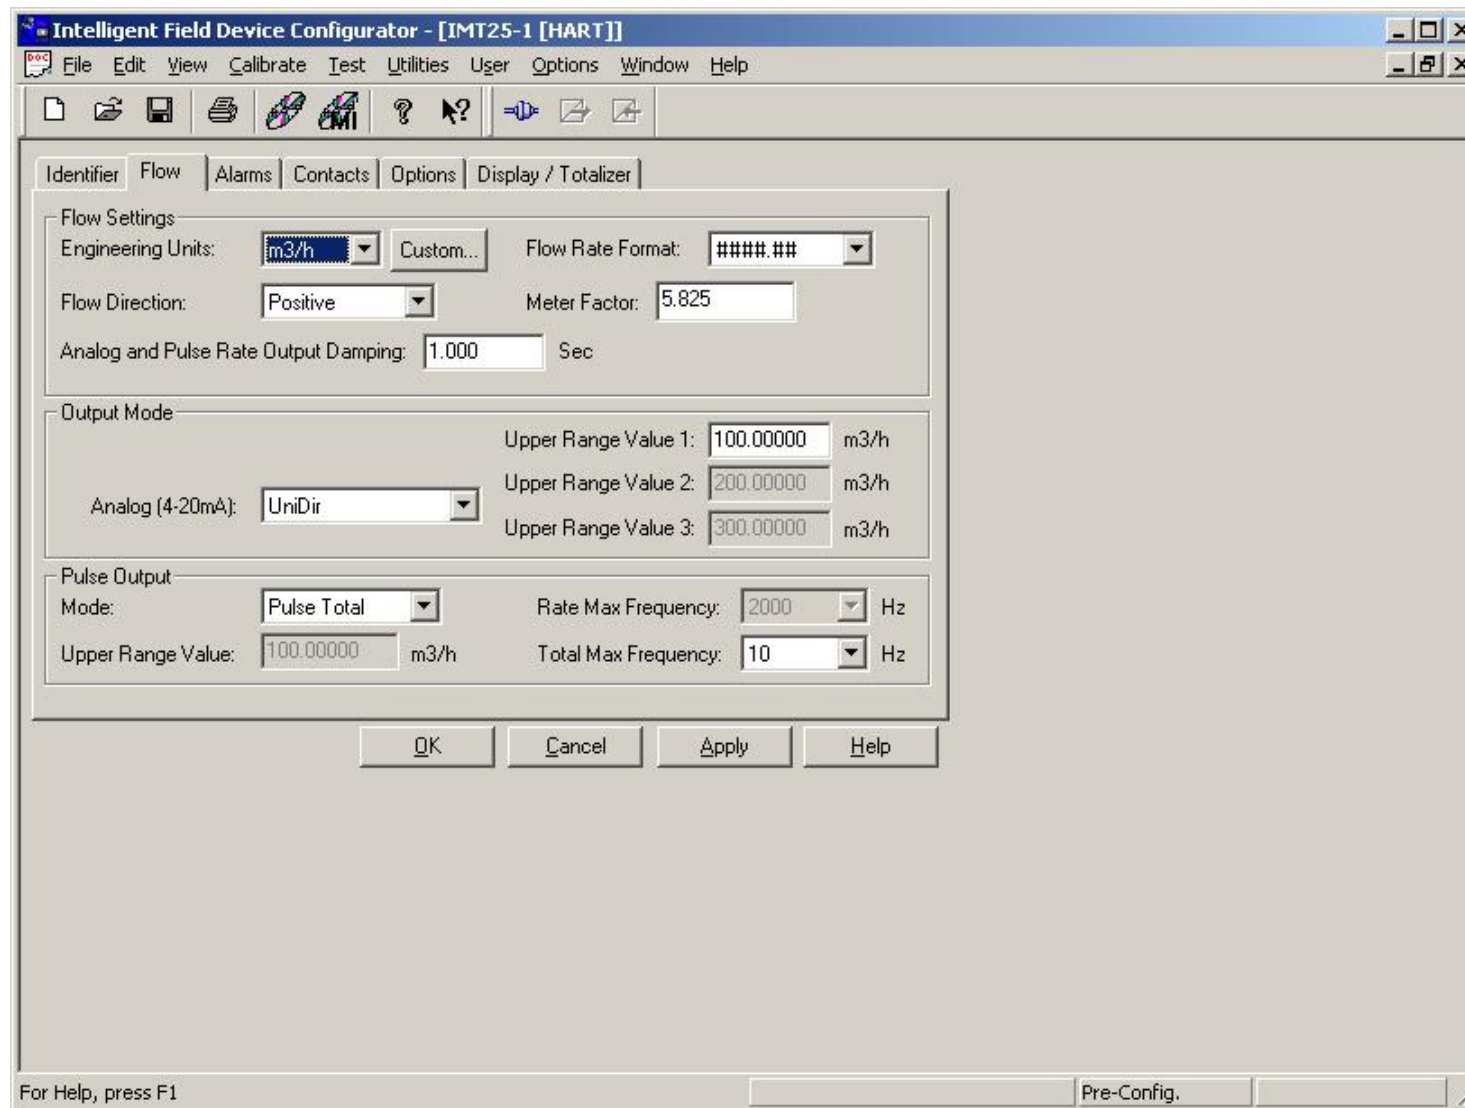 Intelligent Field Device Configurator - [IMT25-1 [HART]]
DOC File Edit View Calibrate Test Utilities User Options Window Help
MI ? ?
Identifier Flow Alarms Contacts Options Display / Totalizer
Flow Settings
Engineering Units: m3/h Custom... Flow Rate Format: ####.##
Flow Direction: Positive Meter Factor: 5.825
Analog and Pulse Rate Output Damping: 1.000 Sec
Output Mode
Upper Range Value 1: 100.00000 m3/h
Upper Range Value 2: 200.00000 m3/h
Analog (4-20mA): UniDir
Upper Range Value 3: 300.00000 m3/h
Pulse Output
Mode: Pulse Total Rate Max Frequency: 2000 Hz
Upper Range Value: 100.00000 m3/h Total Max Frequency: 10 Hz
OK Cancel Apply Help
For Help, press F1 Pre-Config.